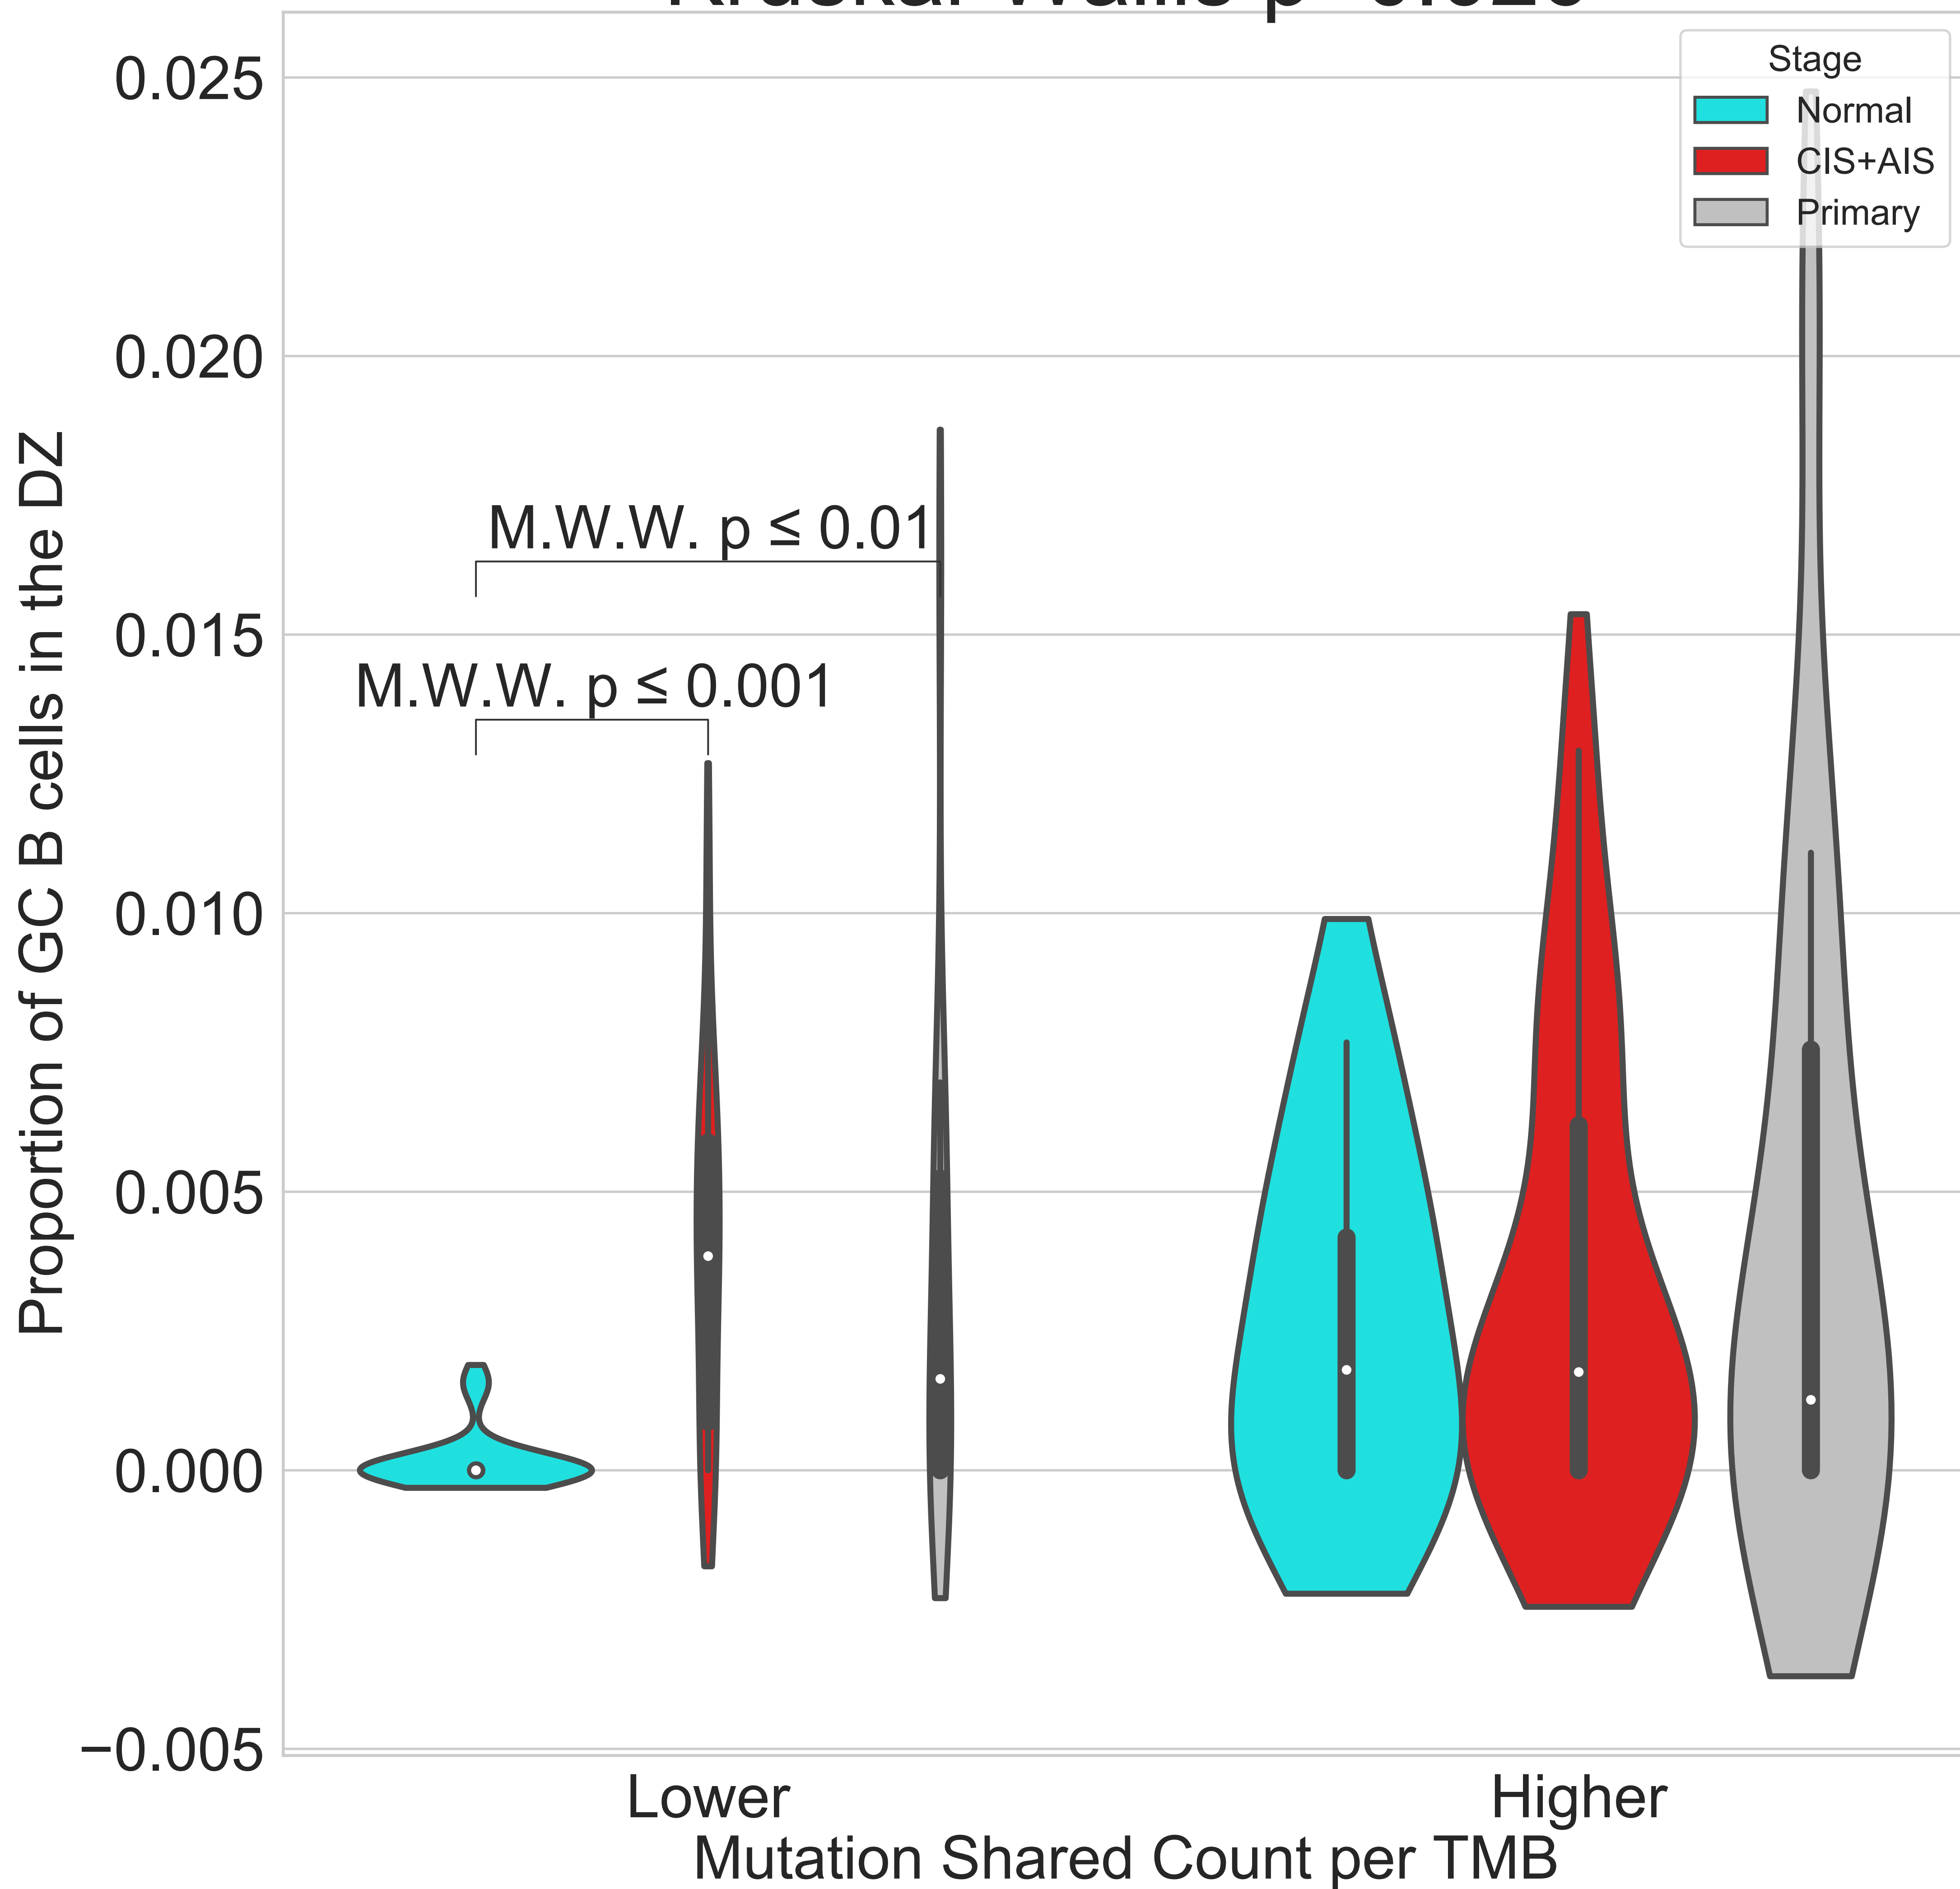 Stage
Normal
CIS+AIS
Primary
0.025
0.020
0.015
0.010
0.005
0.000
−0.005
Proportion of GC B cells in the DZ
M.W.W. p ≤ 0.01
M.W.W. p ≤ 0.001
Lower
Higher
Mutation Shared Count per TMB